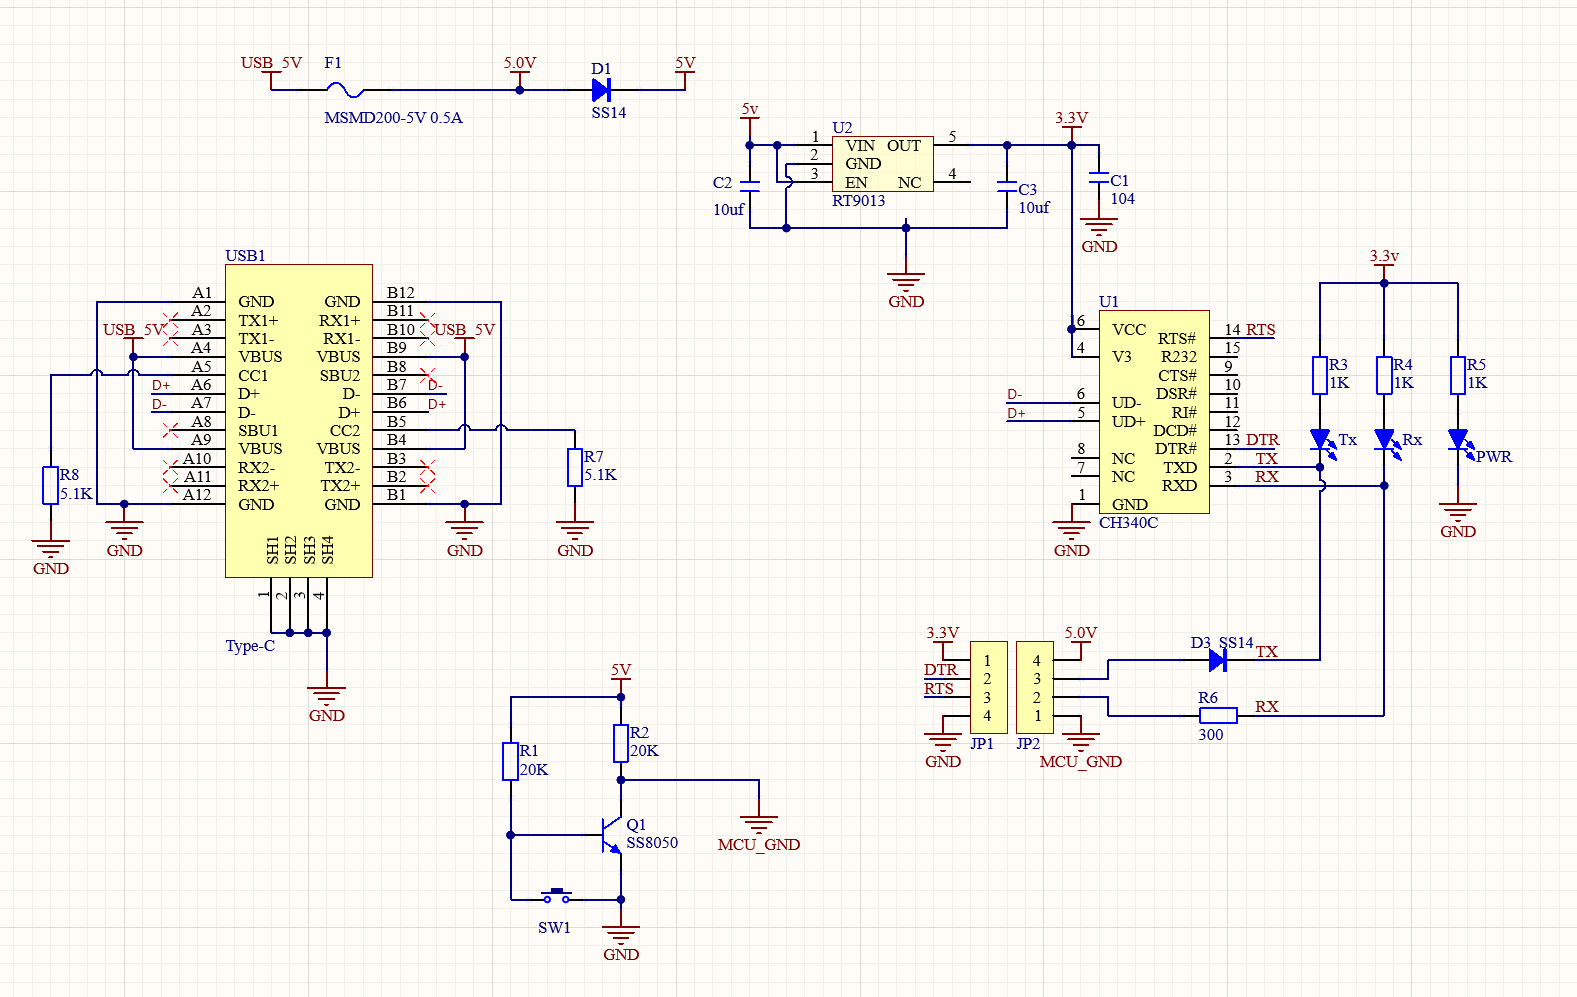 USB_5V
F1
MSMD200-5V 0.5A
5.0V
D1
SS14
5V
5v
U2
1 VIN OUT 5
2 GND
3 EN NC 4
RT9013
C2
10uf
C3
10uf
3.3V
C1
104
GND
GND
USB1
A1 GND GND B12
A2 TX1+ RX1+ B11
A3 TX1- RX1- B10
A4 VBUS VBUS B9
A5 CC1 SBU2 B8
A6 D+ D- B7
A7 D- D+ B6
A8 SBU1 CC2 B5
A9 VBUS VBUS B4
A10 RX2- TX2- B3
A11 RX2+ TX2+ B2
A12 GND GND B1
USB_5V
USB_5V
D+
D-
D-
D+
R8
5.1K
GND
GND
GND
R7
5.1K
GND
SH1 SH2 SH3 SH4
1 2 3 4
Type-C
GND
U1
16 VCC RTS# 14 RTS
4 V3 R232 15
CTS# 9
DSR# 10
D- 6 UD- RI# 11
D+ 5 UD+ DCD# 12
DTR# 13 DTR
8 NC TXD 2 TX
7 NC RXD 3 RX
1 GND
CH340C
GND
3.3v
R3
1K
R4
1K
R5
1K
Tx
Rx
PWR
GND
3.3V
DTR
RTS
GND
1
2
3
4
JP1
4
3
2
1
JP2
5.0V
MCU_GND
D3 SS14
TX
R6
300
RX
5V
R1
20K
R2
20K
Q1
SS8050
MCU_GND
SW1
GND